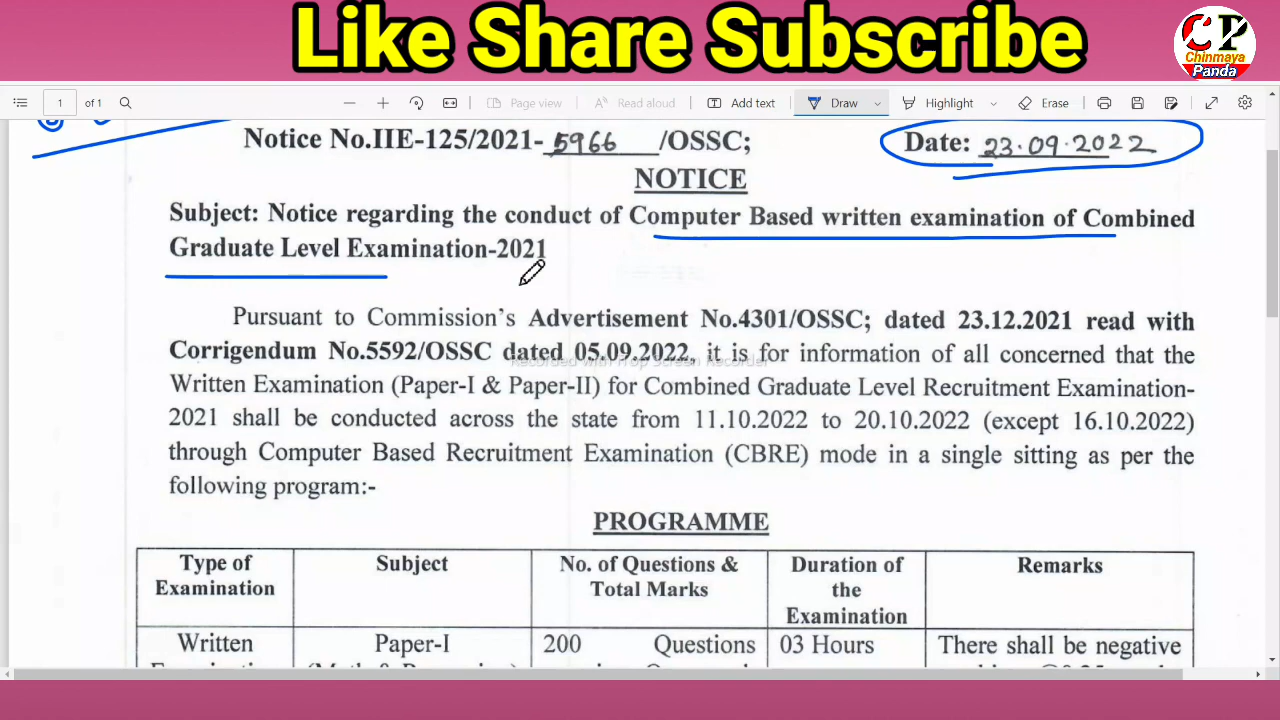 Like Share Subscribe
CP
Chinmaya
Panda
1 of 1 Page view Read aloud Add text Draw Highlight Erase
Notice No.IIE-125/2021-5966/OSSC; Date: 23.09.2022
NOTICE
Subject: Notice regarding the conduct of Computer Based written examination of Combined
Graduate Level Examination-2021
Pursuant to Commission's Advertisement No.4301/OSSC; dated 23.12.2021 read with
Corrigendum No.5592/OSSC dated 05.09.2022, it is for information of all concerned that the
Recorded with iTop Screen Recorder
Written Examination (Paper-I & Paper-II) for Combined Graduate Level Recruitment Examination-
2021 shall be conducted across the state from 11.10.2022 to 20.10.2022 (except 16.10.2022)
through Computer Based Recruitment Examination (CBRE) mode in a single sitting as per the
following program:-
PROGRAMME
Type of Subject No. of Questions & Duration of Remarks
Examination Total Marks the
Examination
Written Paper-I 200 Questions 03 Hours There shall be negative